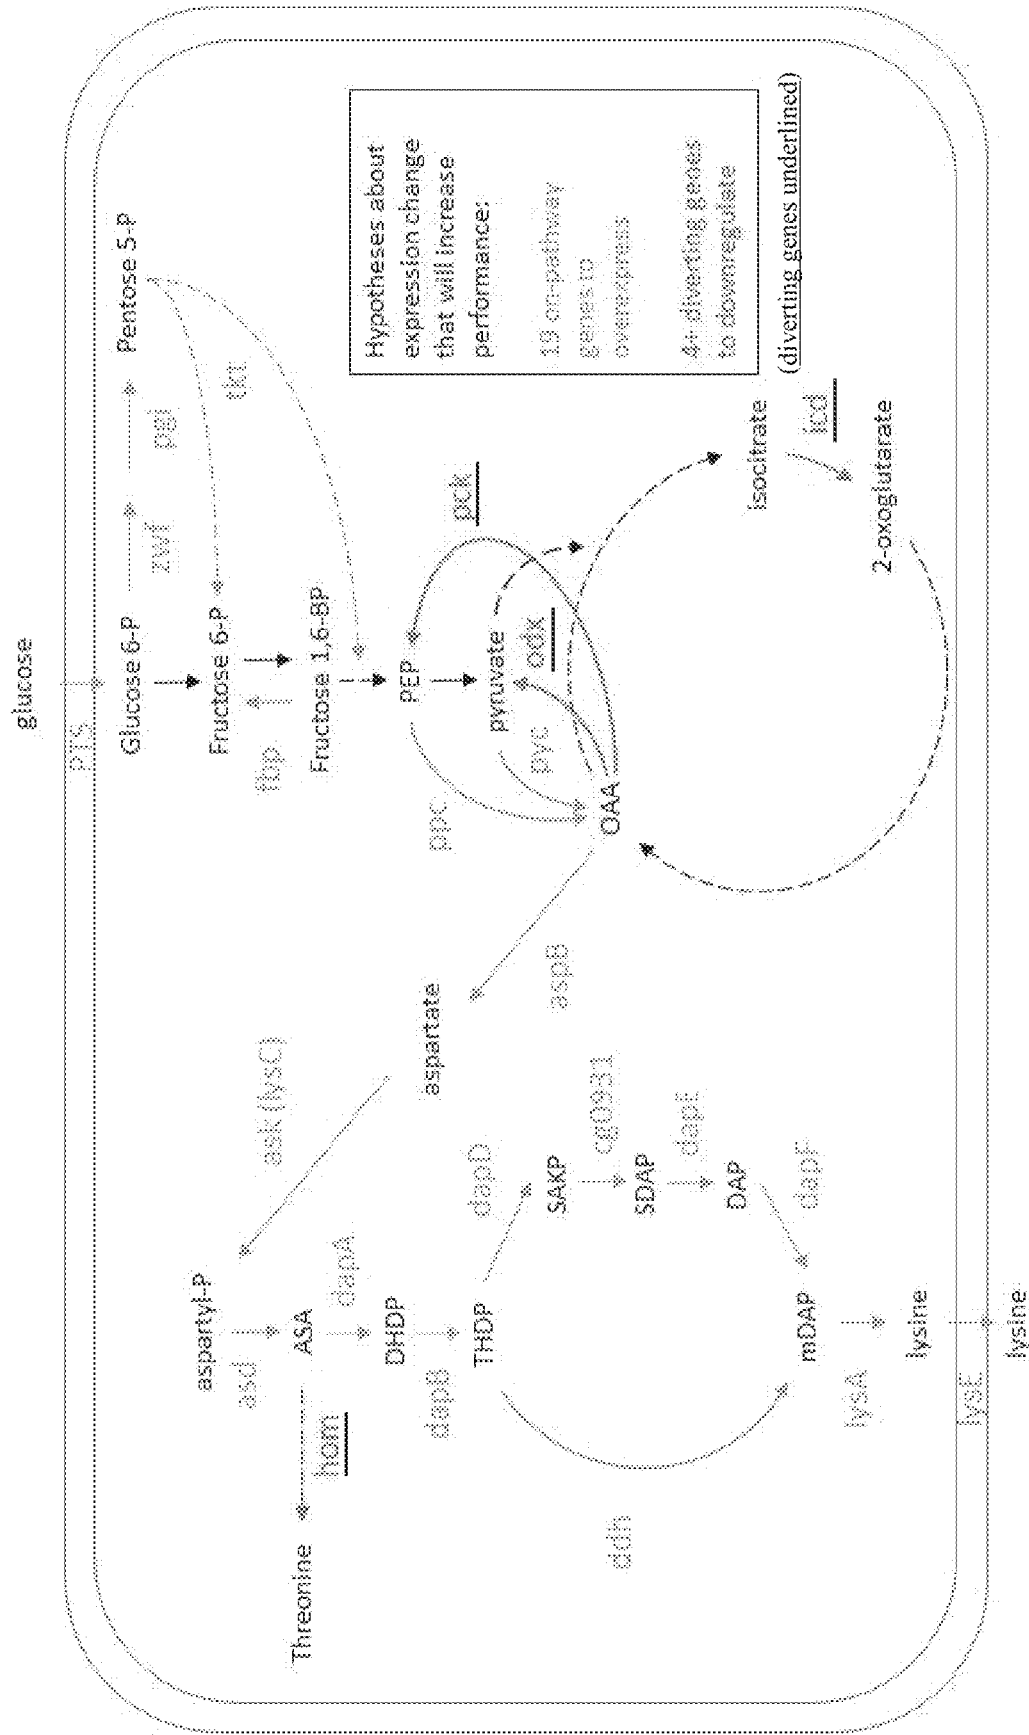 glucose
PTS
Glucose 6-P
zwf
pgl
Pentose 5-P
tkt
Fructose 6-P
fbp
Fructose 1,6-BP
PEP
ppc
pck
pyruvate
pyc
odx
OAA
Isocitrate
icd
2-oxoglutarate
aspB
aspartate
ask (lysC)
aspartyl-P
asd
ASA
hom
Threonine
dapA
DHDP
dapB
THDP
dapD
SAKP
cg0931
SDAP
dapE
DAP
dapF
ddh
mDAP
lysA
lysine
lysE
lysine
Hypotheses about
expression change
that will increase
performance:
19 on-pathway
genes to
overexpress
4+ diverting genes
to downregulate
(diverting genes underlined)